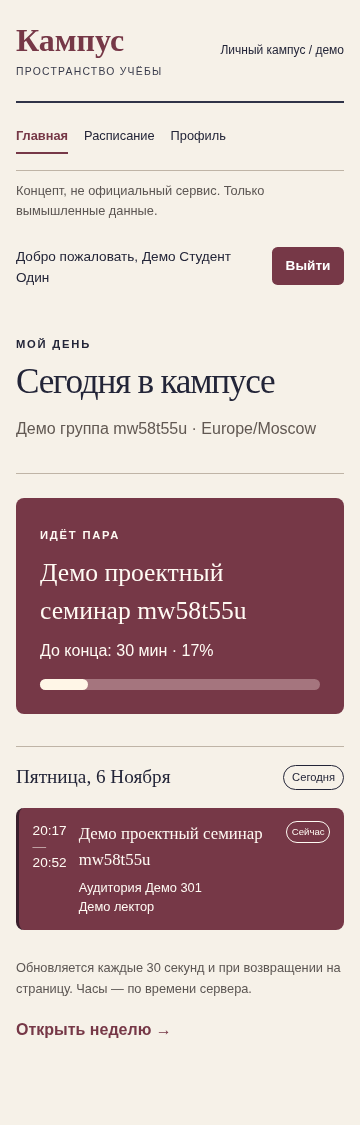 Кампус
ПРОСТРАНСТВО УЧЁБЫ
Личный кампус / демо
Главная Расписание Профиль
Концепт, не официальный сервис. Только
вымышленные данные.
Добро пожаловать, Демо Студент
Один
Выйти
МОЙ ДЕНЬ
Сегодня в кампусе
Демо группа mw58t55u · Europe/Moscow
ИДЁТ ПАРА
Демо проектный
семинар mw58t55u
До конца: 30 мин · 17%
Пятница, 6 Ноября
Сегодня
20:17
—
20:52
Демо проектный семинар
mw58t55u
Сейчас
Аудитория Демо 301
Демо лектор
Обновляется каждые 30 секунд и при возвращении на
страницу. Часы — по времени сервера.
Открыть неделю →